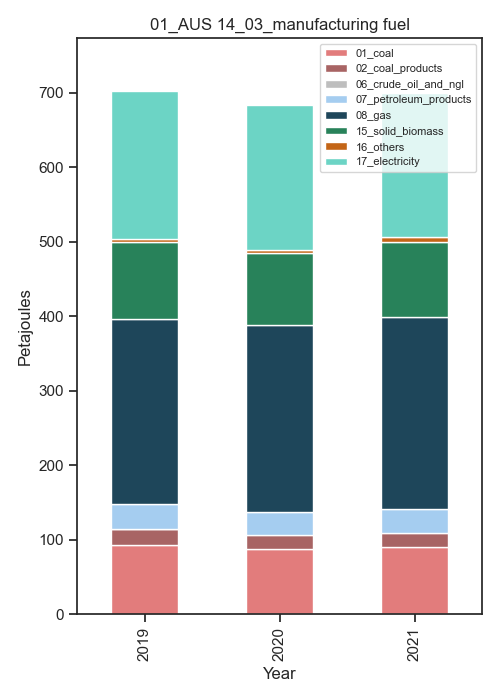 01_AUS 14_03_manufacturing fuel
01_coal
02_coal_products
06_crude_oil_and_ngl
07_petroleum_products
08_gas
15_solid_biomass
16_others
17_electricity
Petajoules
700
600
500
400
300
200
100
0
2019
2020
2021
Year